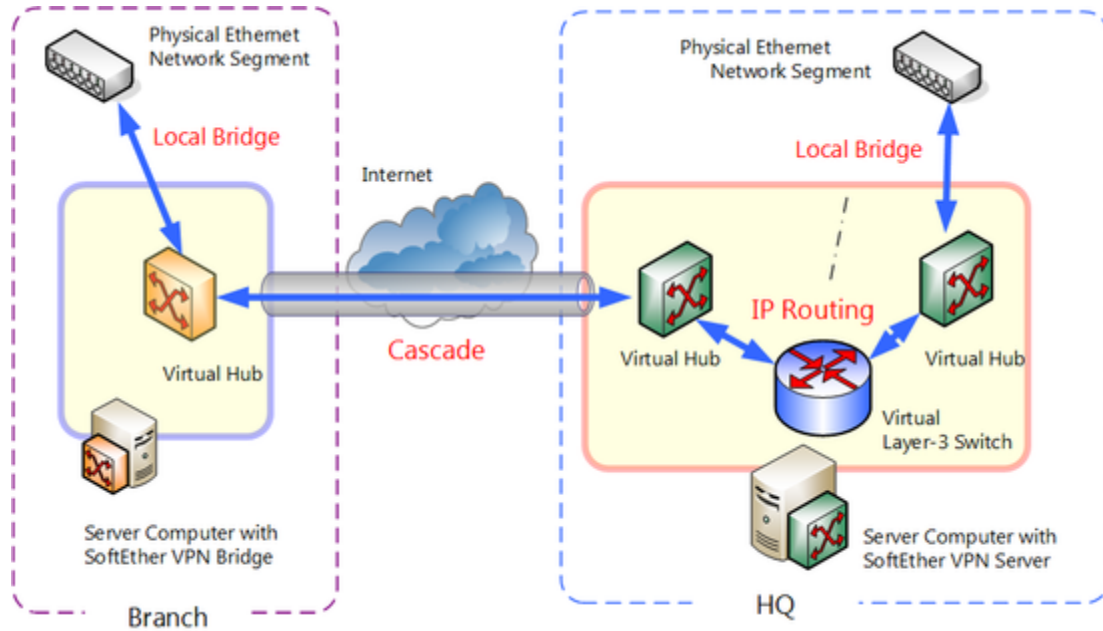 Physical Ethernet
Network Segment
Local Bridge
Virtual Hub
Server Computer with
SoftEther VPN Bridge
Branch
Internet
Cascade
Physical Ethernet
Network Segment
Local Bridge
IP Routing
Virtual Hub
Virtual Hub
Virtual
Layer-3 Switch
Server Computer with
SoftEther VPN Server
HQ